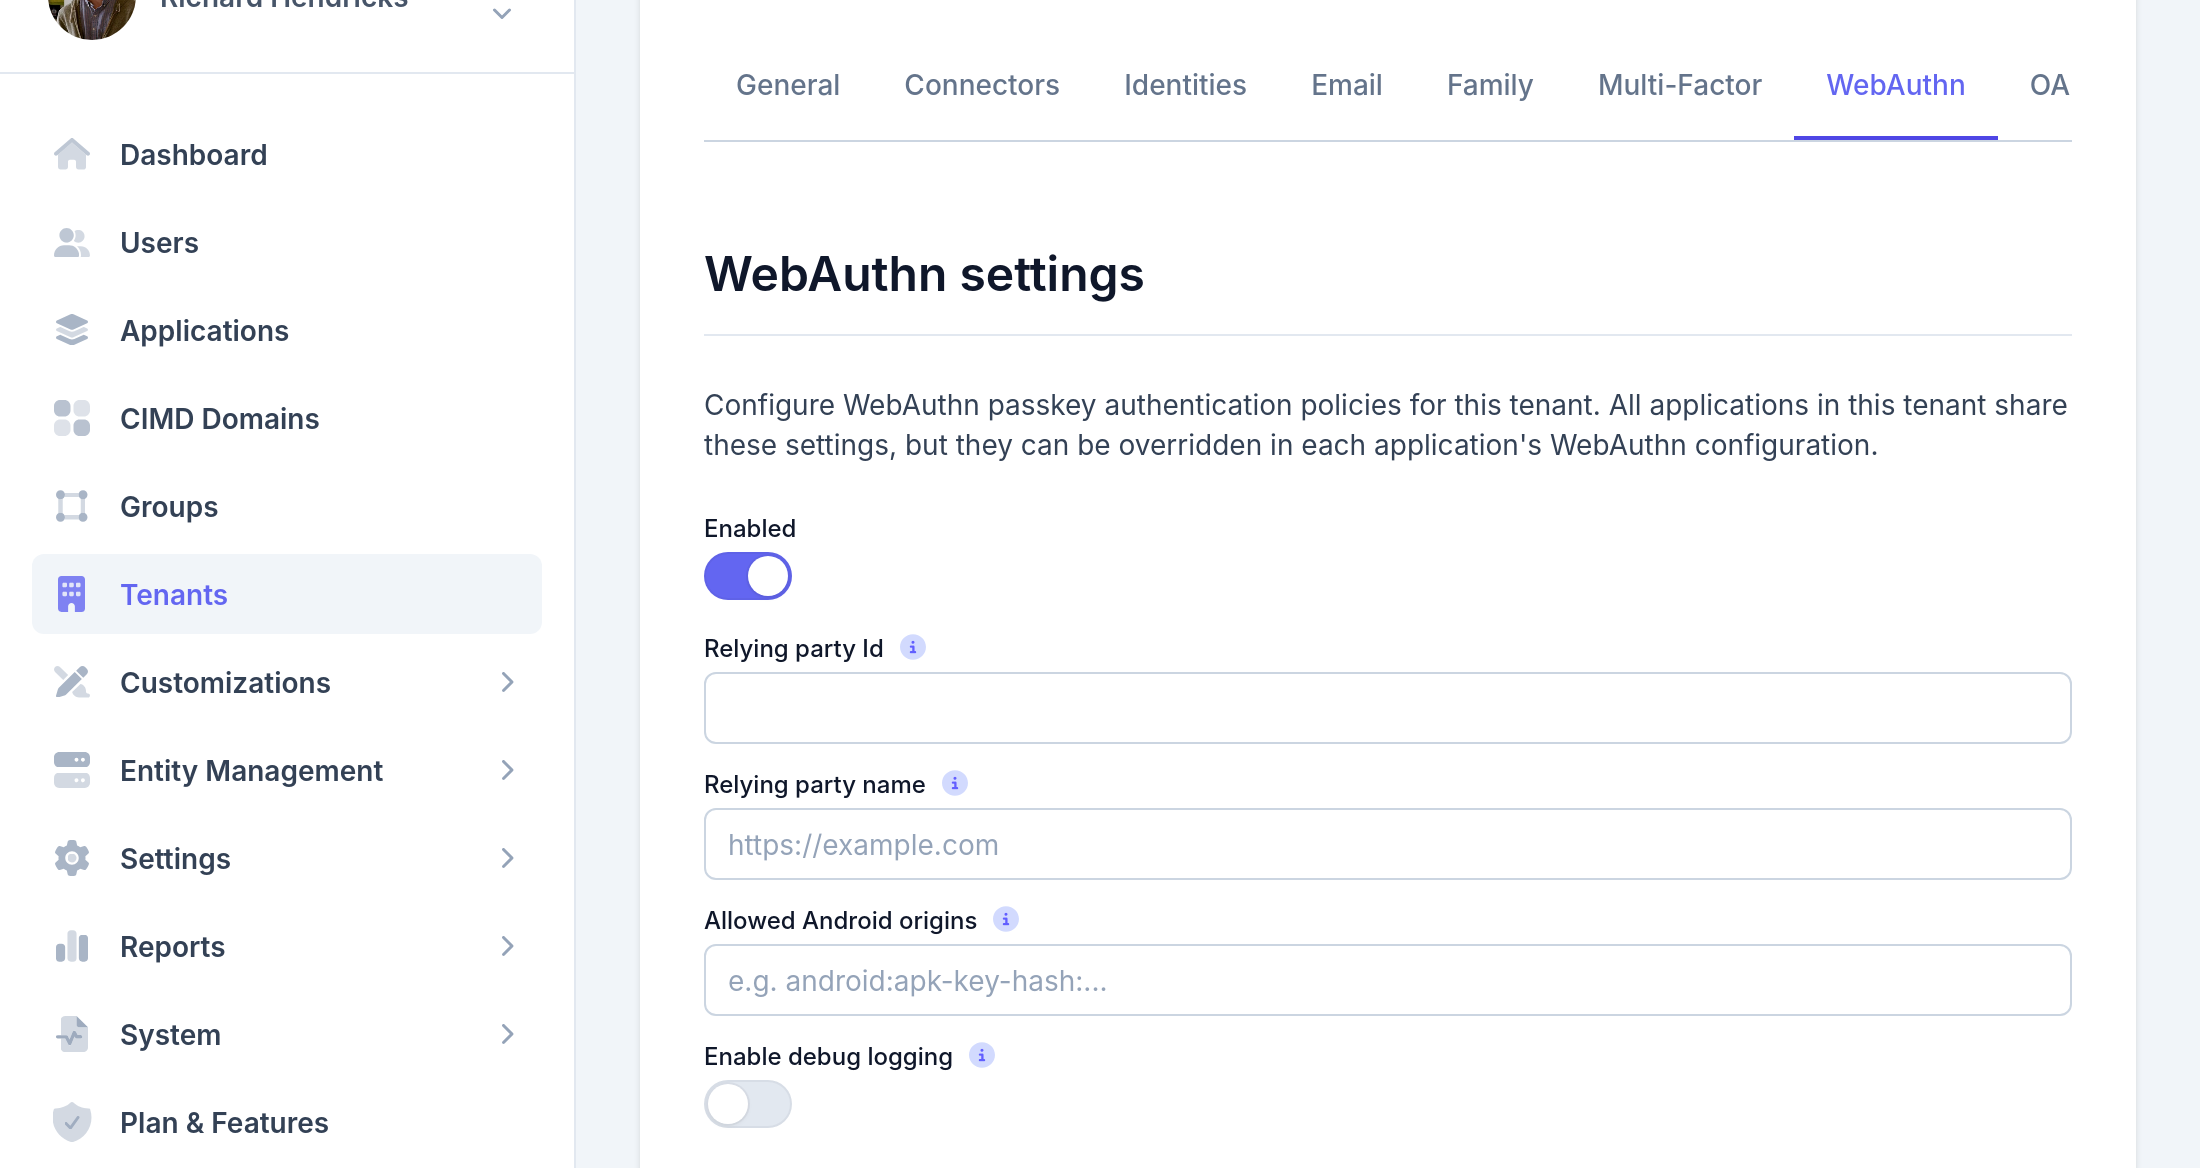 Richard Hendricks
Dashboard
Users
Applications
CIMD Domains
Groups
Tenants
Customizations
Entity Management
Settings
Reports
System
Plan & Features
General
Connectors
Identities
Email
Family
Multi-Factor
WebAuthn
OA
WebAuthn settings
Configure WebAuthn passkey authentication policies for this tenant. All applications in this tenant share
these settings, but they can be overridden in each application's WebAuthn configuration.
Enabled
Relying party Id
Relying party name
https://example.com
Allowed Android origins
e.g. android:apk-key-hash:...
Enable debug logging